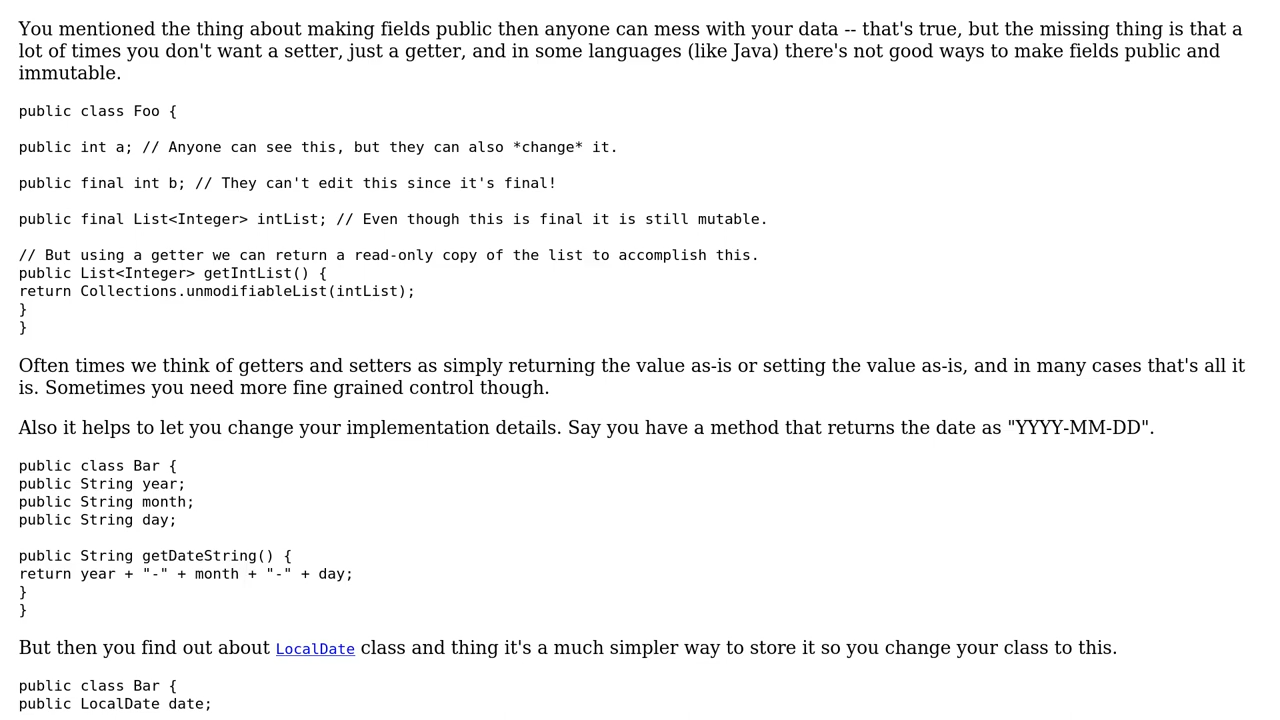 You mentioned the thing about making fields public then anyone can mess with your data -- that's true, but the missing thing is that a
lot of times you don't want a setter, just a getter, and in some languages (like Java) there's not good ways to make fields public and
immutable.
public class Foo {
public int a; // Anyone can see this, but they can also *change* it.
public final int b; // They can't edit this since it's final!
public final List<Integer> intList; // Even though this is final it is still mutable.
// But using a getter we can return a read-only copy of the list to accomplish this.
public List<Integer> getIntList() {
return Collections.unmodifiableList(intList);
}
}
Often times we think of getters and setters as simply returning the value as-is or setting the value as-is, and in many cases that's all it
is. Sometimes you need more fine grained control though.
Also it helps to let you change your implementation details. Say you have a method that returns the date as "YYYY-MM-DD".
public class Bar {
public String year;
public String month;
public String day;
public String getDateString() {
return year + "-" + month + "-" + day;
}
}
But then you find out about LocalDate class and thing it's a much simpler way to store it so you change your class to this.
public class Bar {
public LocalDate date;